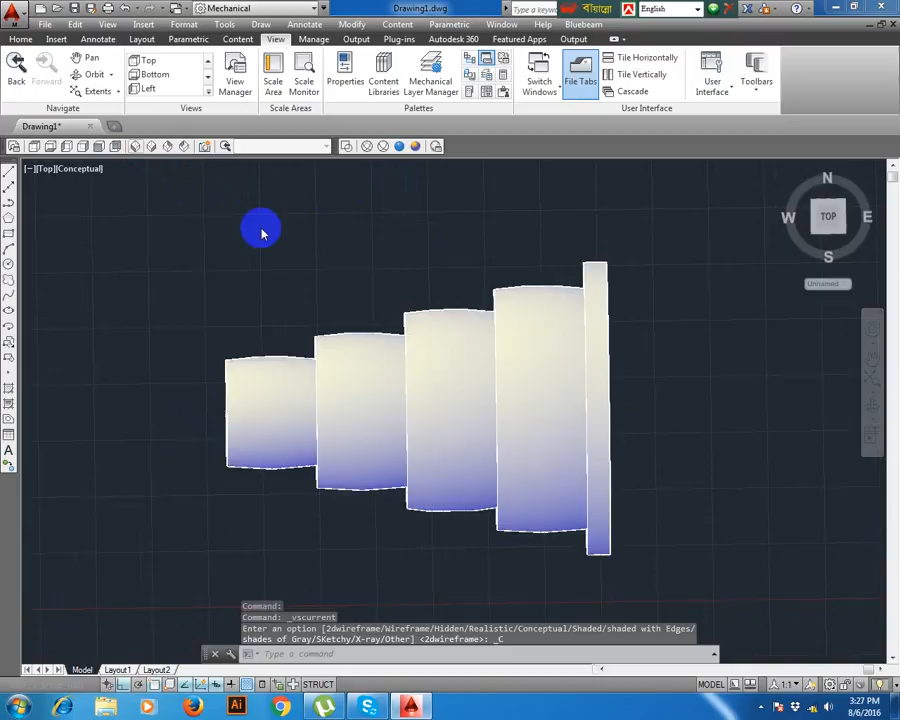 Mechanical
Drawing1.dwg
Type a keyw
English
File Edit View Insert Format Tools Draw Dimension Modify Parametric Window Help Bluebeam
Home Insert Annotate Layout Parametric Content View Manage Output Plug-ins Autodesk 360 Featured Apps
Back
Forward
Pan
Orbit
Extents
Navigate
Top
Bottom
Left
Views
View
Manager
Scale
Area
Scale
Monitor
Scale Areas
Properties
Content
Libraries
Mechanical
Layer Manager
Palettes
Switch
Windows
File Tabs
Tile Horizontally
Tile Vertically
Cascade
User
Interface
Toolbars
User Interface
Drawing1*
[−][Top][Conceptual]
N
W TOP E
S
Unnamed
Command:
Command: _vscurrent
Enter an option [2dwireframe/Wireframe/Hidden/Realistic/Conceptual/Shaded/shaded with Edges/
shades of Gray/SKetchy/X-ray/Other] <2dwireframe>: _C
Type a command
Model Layout1 Layout2
STRUCT
MODEL
1:1
3:27 PM
8/6/2016